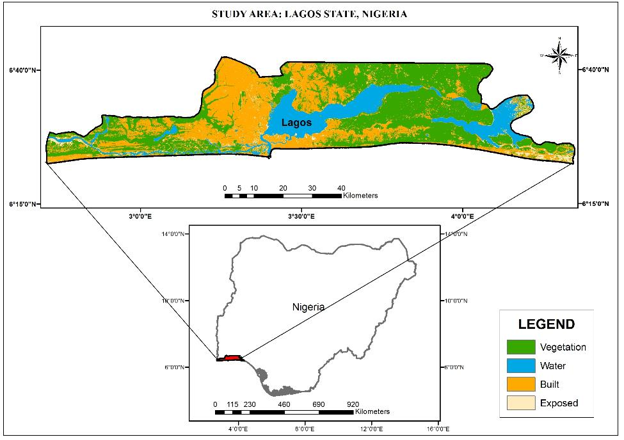 STUDY AREA: LAGOS STATE, NIGERIA
6°40'0"N
6°40'0"N
Lagos
0 5 10 20 30 40
Kilometers
6°15'0"N
6°15'0"N
3°0'0"E
3°30'0"E
4°0'0"E
14°0'0"N
14°0'0"N
Nigeria
10°0'0"N
10°0'0"N
6°0'0"N
6°0'0"N
0 115 230 460 690 920
Kilometers
4°0'0"E
8°0'0"E
12°0'0"E
16°0'0"E
LEGEND
Vegetation
Water
Built
Exposed